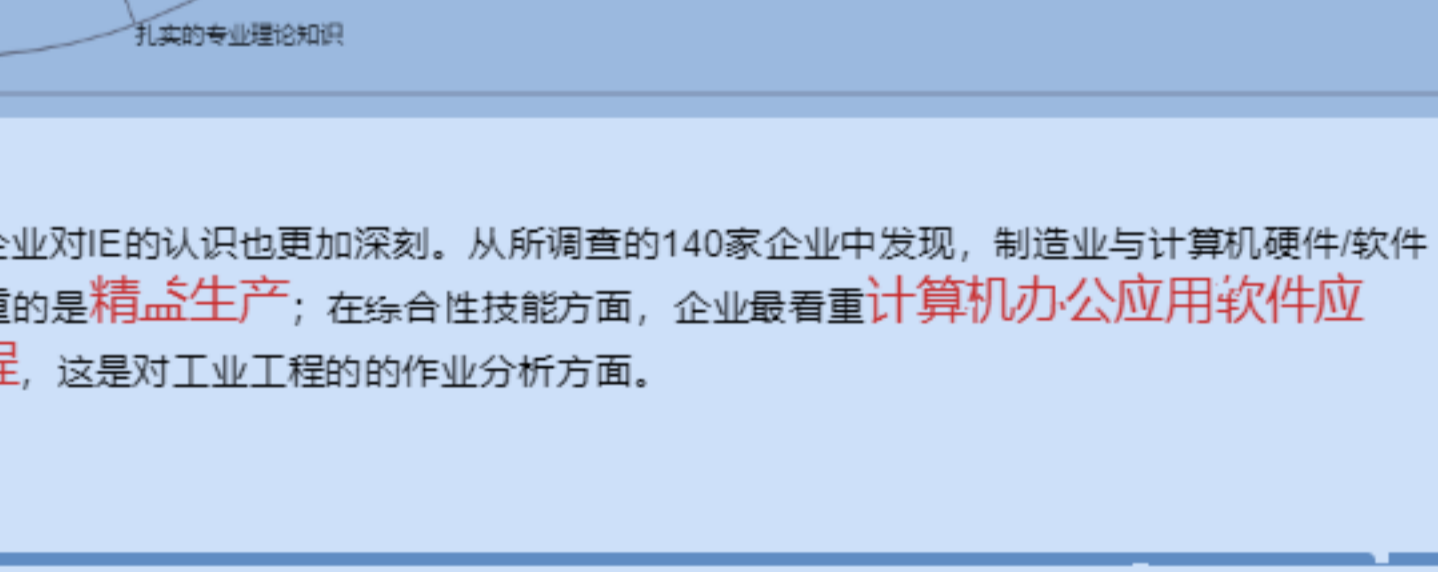 扎实的专业理论知识
企业对IE的认识也更加深刻。从所调查的140家企业中发现，制造业与计算机硬件/软件
重的是精益生产；在综合性技能方面，企业最看重计算机办公应用软件应
程，这是对工业工程的的作业分析方面。